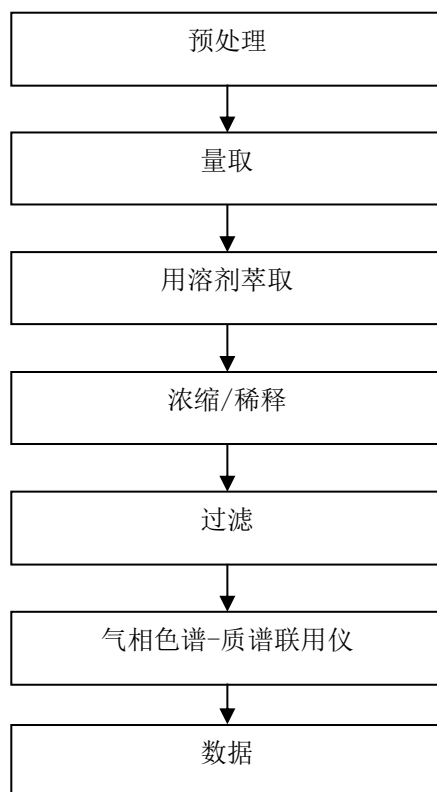 预处理
量取
用溶剂萃取
浓缩/稀释
过滤
气相色谱-质谱联用仪
数据